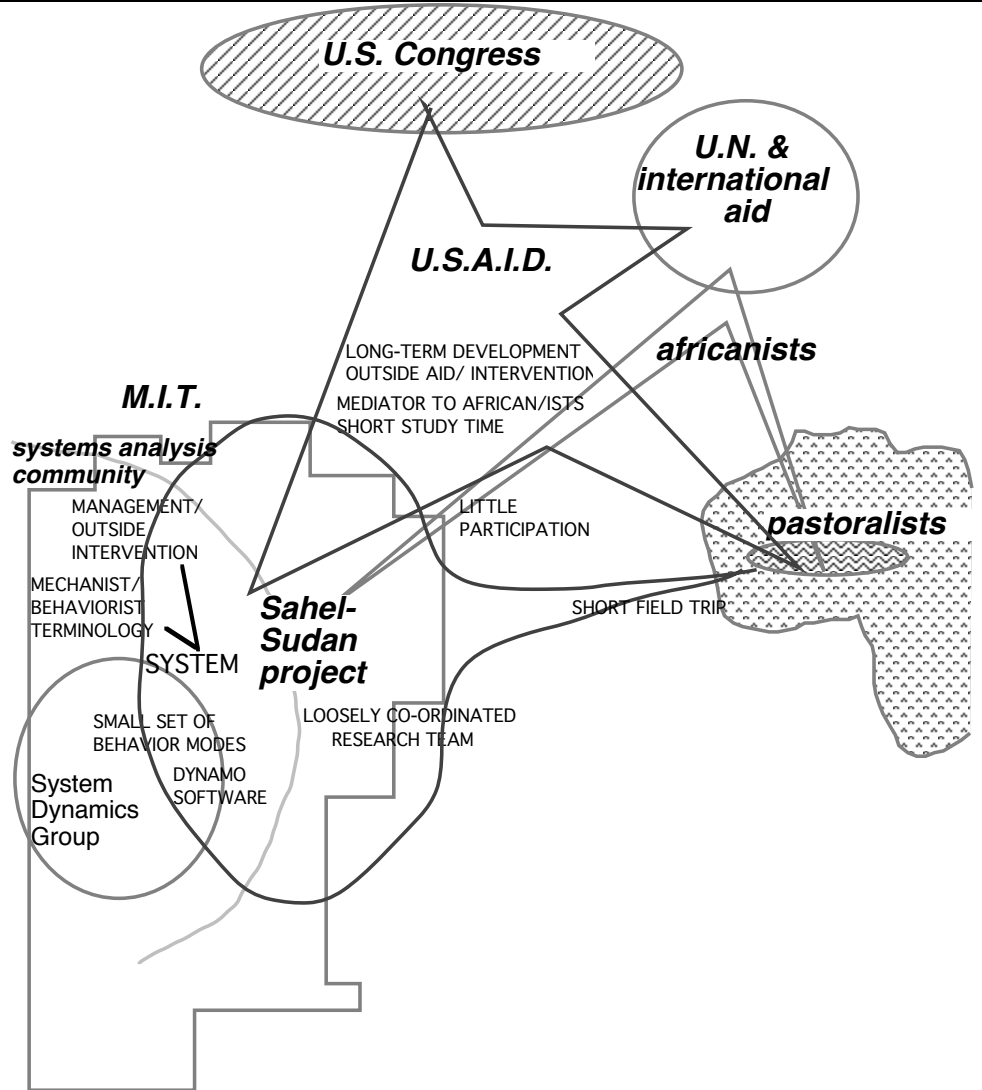 U.S. Congress
U.N. &
international
aid
U.S.A.I.D.
africanists
LONG-TERM DEVELOPMENT
OUTSIDE AID/ INTERVENTION
MEDIATOR TO AFRICAN/ISTS
SHORT STUDY TIME
M.I.T.
systems analysis
community
MANAGEMENT/
OUTSIDE
INTERVENTION
LITTLE
PARTICIPATION
pastoralists
MECHANIST/
BEHAVIORIST
TERMINOLOGY
SYSTEM
Sahel-
Sudan
project
SHORT FIELD TRIP
SMALL SET OF
BEHAVIOR MODES
LOOSELY CO-ORDINATED
RESEARCH TEAM
DYNAMO
SOFTWARE
System
Dynamics
Group